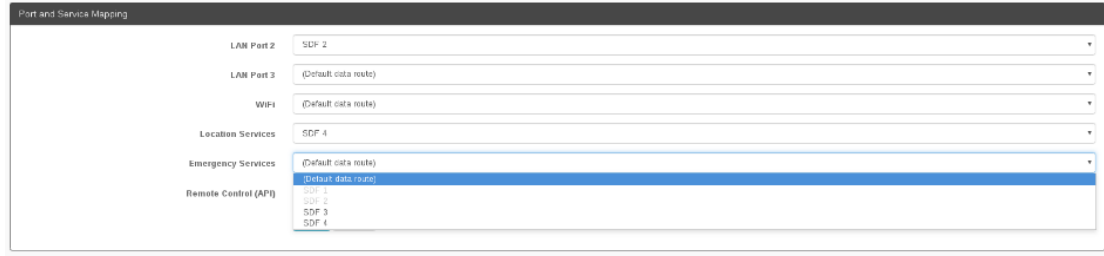 Port and Service Mapping
LAN Port 2 SDF 2
LAN Port 3 (Default data route)
WiFi (Default data route)
Location Services SDF 4
Emergency Services (Default data route)
(Default data route)
Remote Control (API) SDF 1
SDF 2
SDF 3
SDF 4